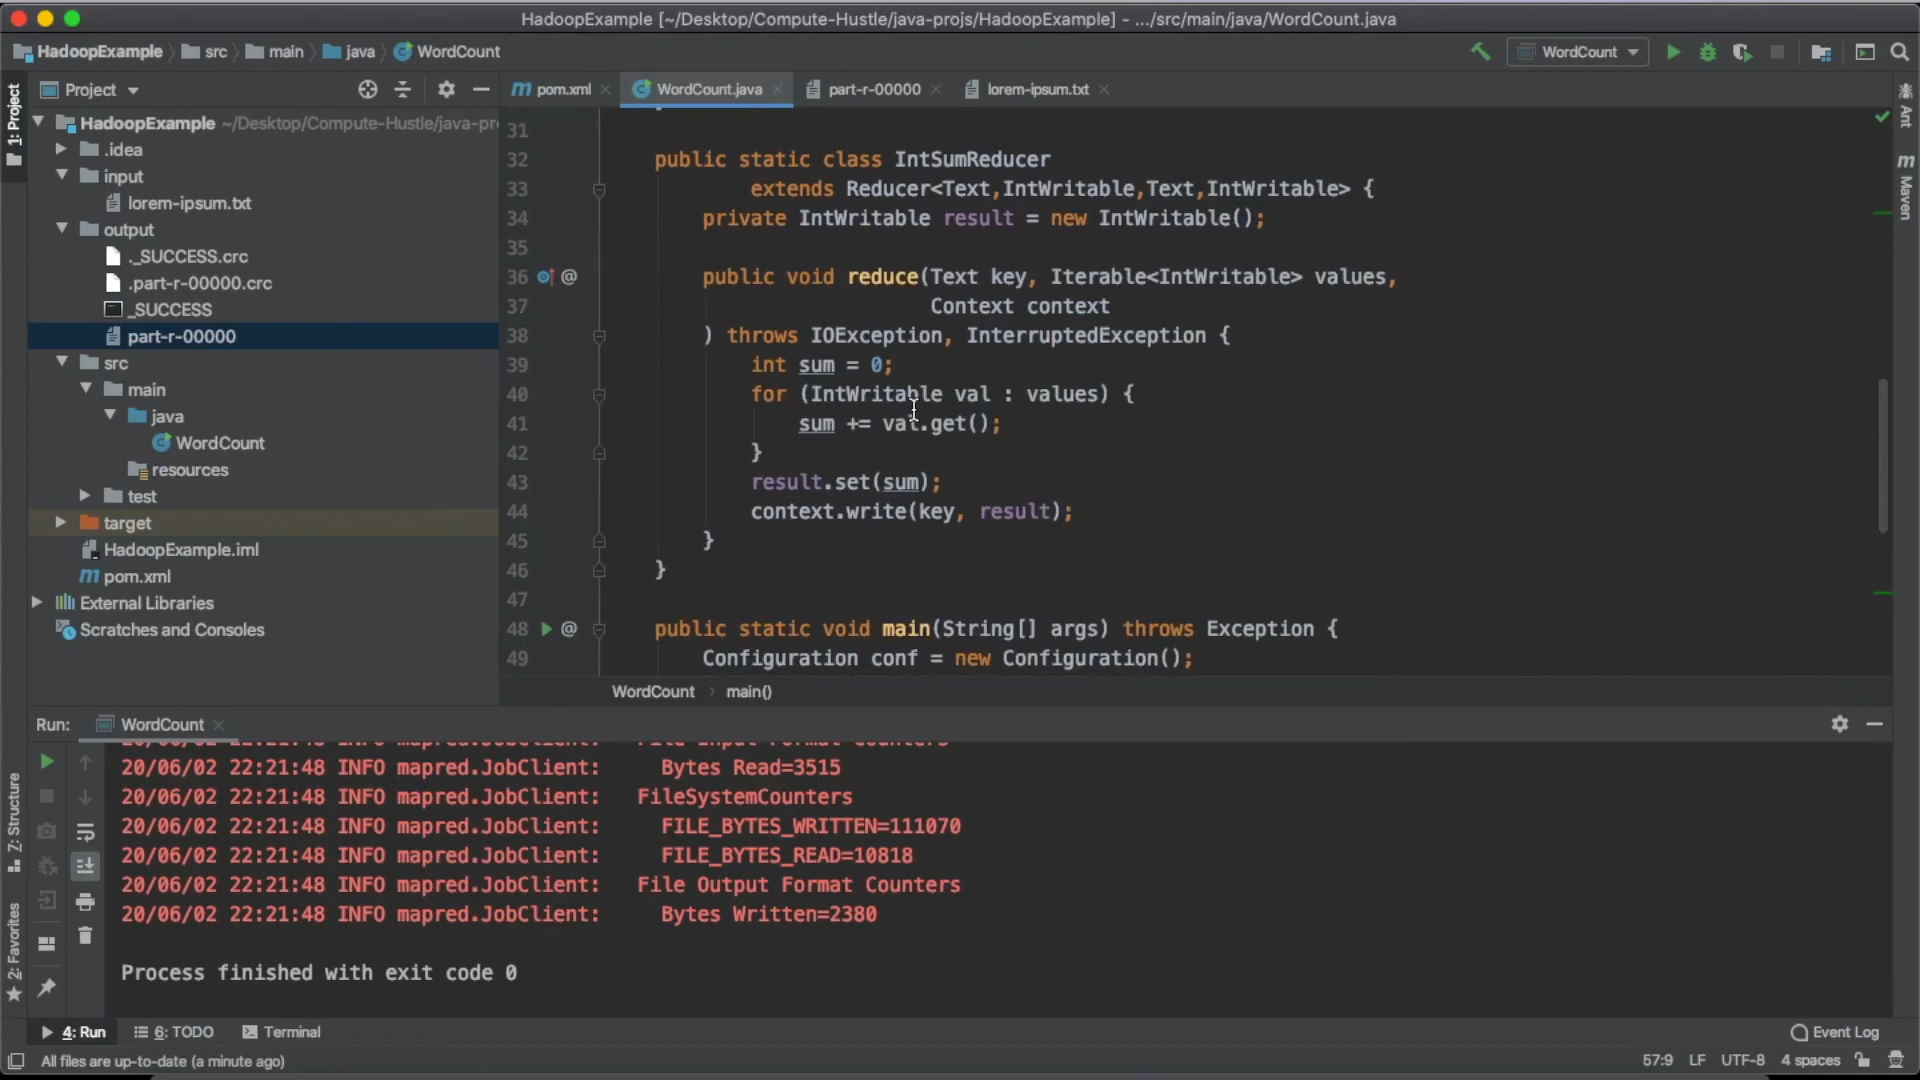 HadoopExample [~/Desktop/Compute-Hustle/java-projs/HadoopExample] - .../src/main/java/WordCount.java
HadoopExample src main java WordCount
WordCount
1: Project
Project
pom.xml
WordCount.java
part-r-00000
lorem-ipsum.txt
Ant
Maven
HadoopExample ~/Desktop/Compute-Hustle/java-pr
.idea
input
lorem-ipsum.txt
output
._SUCCESS.crc
.part-r-00000.crc
_SUCCESS
part-r-00000
src
main
java
WordCount
resources
test
target
HadoopExample.iml
pom.xml
External Libraries
Scratches and Consoles
31
32 public static class IntSumReducer
33 extends Reducer<Text,IntWritable,Text,IntWritable> {
34 private IntWritable result = new IntWritable();
35
36 @ public void reduce(Text key, Iterable<IntWritable> values,
37 Context context
38 ) throws IOException, InterruptedException {
39 int sum = 0;
40 for (IntWritable val : values) {
41 sum += val.get();
42 }
43 result.set(sum);
44 context.write(key, result);
45 }
46 }
47
48 @ public static void main(String[] args) throws Exception {
49 Configuration conf = new Configuration();
WordCount main()
Run: WordCount
20/06/02 22:21:48 INFO mapred.JobClient: File Input Format Counters
20/06/02 22:21:48 INFO mapred.JobClient: Bytes Read=3515
20/06/02 22:21:48 INFO mapred.JobClient: FileSystemCounters
20/06/02 22:21:48 INFO mapred.JobClient: FILE_BYTES_WRITTEN=111070
20/06/02 22:21:48 INFO mapred.JobClient: FILE_BYTES_READ=10818
20/06/02 22:21:48 INFO mapred.JobClient: File Output Format Counters
20/06/02 22:21:48 INFO mapred.JobClient: Bytes Written=2380
Process finished with exit code 0
Z: Structure
2: Favorites
4: Run
6: TODO
Terminal
Event Log
All files are up-to-date (a minute ago)
57:9 LF UTF-8 4 spaces